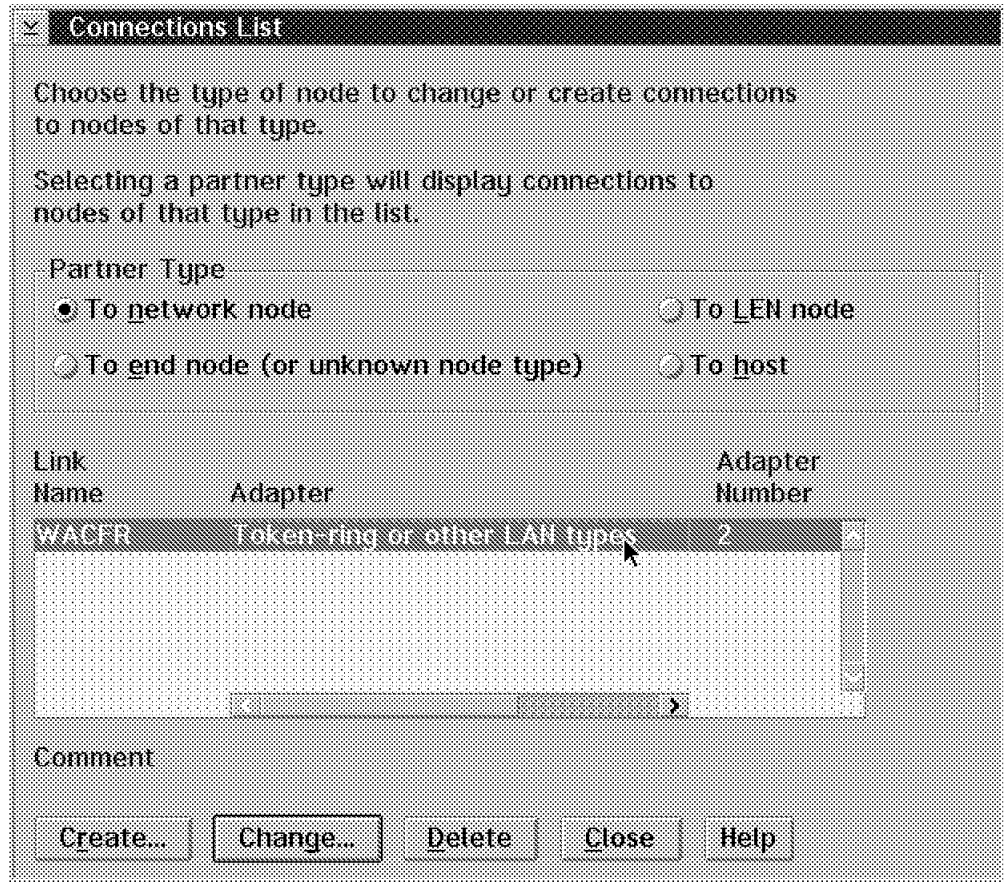 Connections List
Choose the type of node to change or create connections
to nodes of that type.
Selecting a partner type will display connections to
nodes of that type in the list.
Partner Type
To network node
To LEN node
To end node (or unknown node type)
To host
Link
Name
Adapter
Adapter
Number
WACFR Token-ring or other LAN types 2
Comment
Create... Change... Delete Close Help